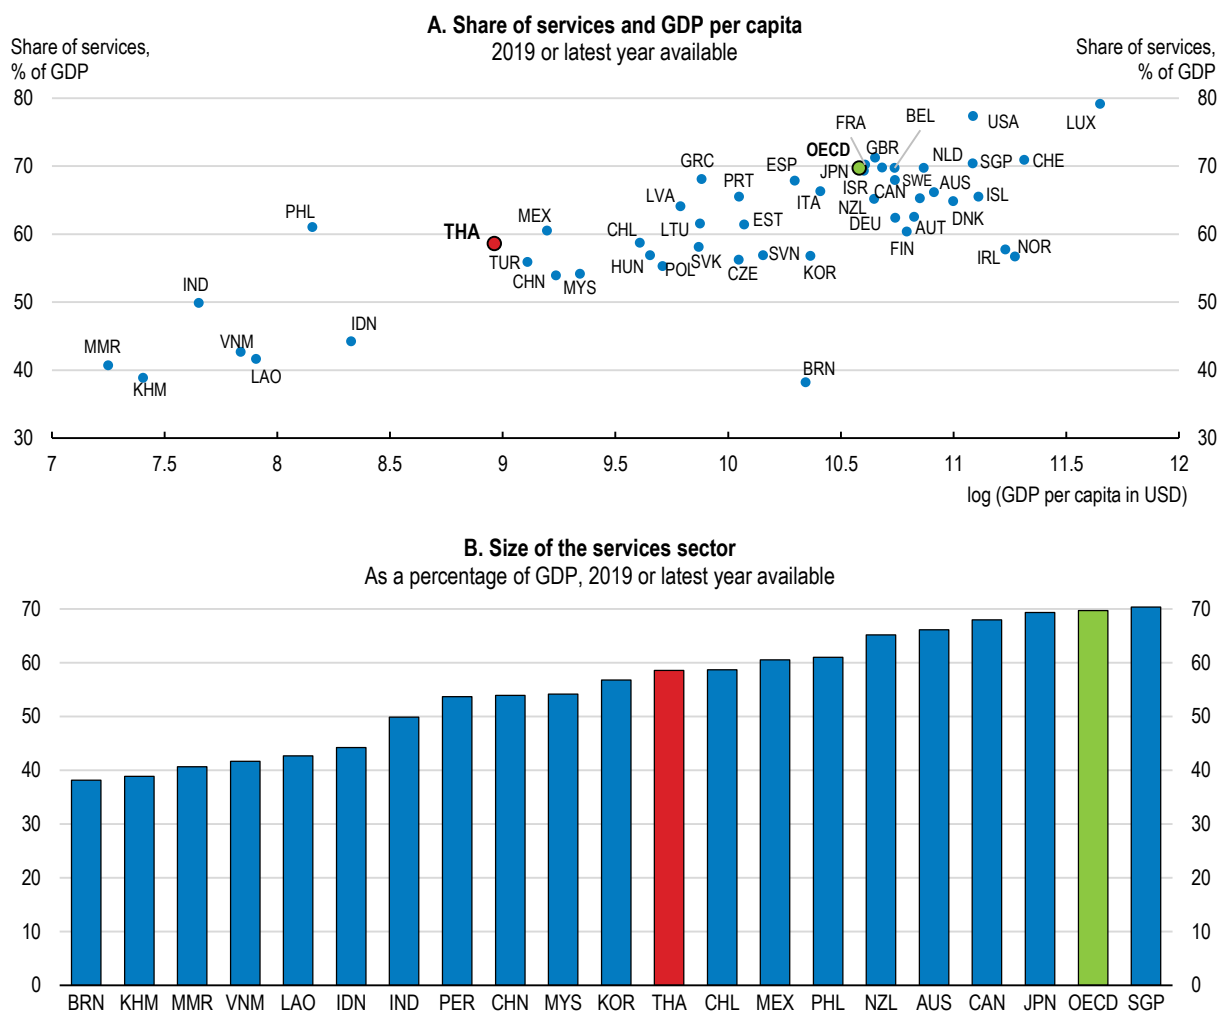 A. Share of services and GDP per capita
2019 or latest year available
Share of services,
% of GDP
Share of services,
% of GDP
80
80
FRA
BEL
USA
LUX
OECD
GBR
70
70
GRC
ESP
JPN
NLD
SGP
CHE
LVA
PRT
ITA
ISR
CAN
SWE
AUS
ISL
PHL
THA
MEX
CHL
LTU
EST
NZL
DEU
AUT
DNK
60
60
TUR
CHN
MYS
HUN
POL
SVK
CZE
SVN
KOR
FIN
IRL
NOR
IND
50
50
IDN
MMR
VNM
LAO
40
40
KHM
BRN
30
30
7 7.5 8 8.5 9 9.5 10 10.5 11 11.5 12
log (GDP per capita in USD)
B. Size of the services sector
As a percentage of GDP, 2019 or latest year available
70
70
60
60
50
50
40
40
30
30
20
20
10
10
0
0
BRN KHM MMR VNM LAO IDN IND PER CHN MYS KOR THA CHL MEX PHL NZL AUS CAN JPN OECD SGP